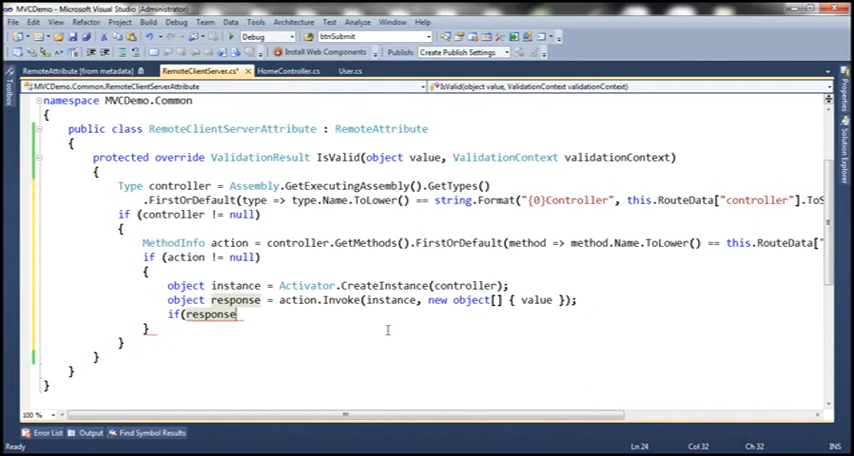 MVCDemo - Microsoft Visual Studio (Administrator)
File Edit View Refactor Project Build Debug Team Data Tools Architecture Test Analyze Window Help
Debug btnSubmit
Install Web Components Publish: Create Publish Settings
RemoteAttribute [from metadata] RemoteClientServer.cs* × HomeController.cs User.cs
MVCDemo.Common.RemoteClientServerAttribute IsValid(object value, ValidationContext validationContext)
Toolbox
Properties
Solution Explorer
namespace MVCDemo.Common
{
public class RemoteClientServerAttribute : RemoteAttribute
{
protected override ValidationResult IsValid(object value, ValidationContext validationContext)
{
Type controller = Assembly.GetExecutingAssembly().GetTypes()
.FirstOrDefault(type => type.Name.ToLower() == string.Format("{0}Controller", this.RouteData["controller"].ToS
if (controller != null)
{
MethodInfo action = controller.GetMethods().FirstOrDefault(method => method.Name.ToLower() == this.RouteData["
if (action != null)
{
object instance = Activator.CreateInstance(controller);
object response = action.Invoke(instance, new object[] { value });
if(response
}
}
}
}
}
100 %
Error List Output Find Symbol Results
Ready Ln 24 Col 32 Ch 32 INS